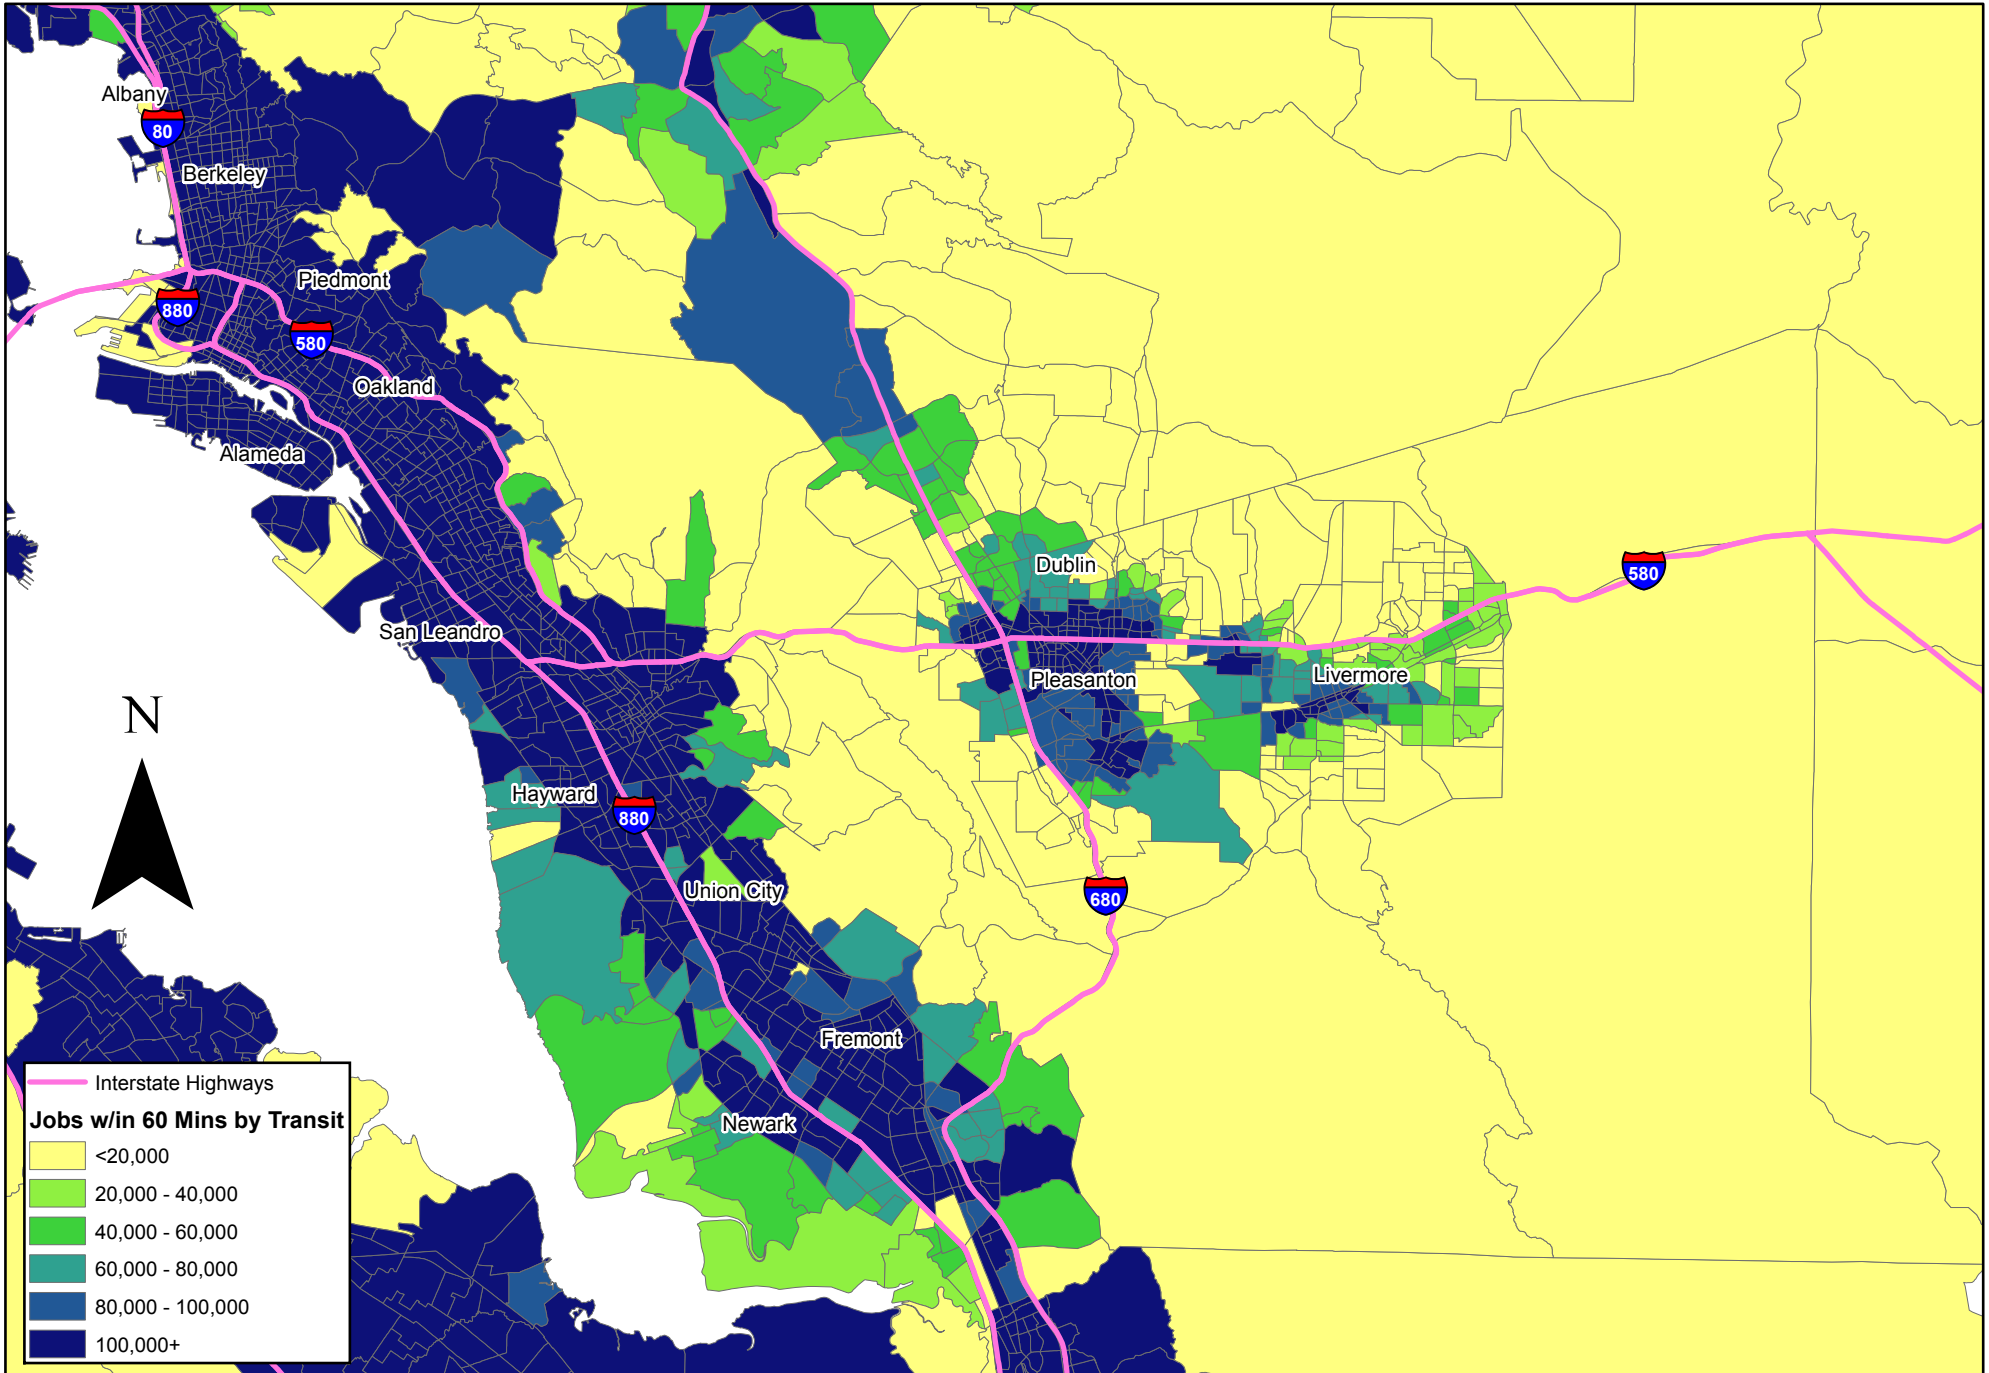 Albany
80
Berkeley
Piedmont
880
580
Oakland
Alameda
Dublin
580
San Leandro
Pleasanton
Livermore
N
Hayward
880
Union City
680
Fremont
Newark
Interstate Highways
Jobs w/in 60 Mins by Transit
<20,000
20,000 - 40,000
40,000 - 60,000
60,000 - 80,000
80,000 - 100,000
100,000+